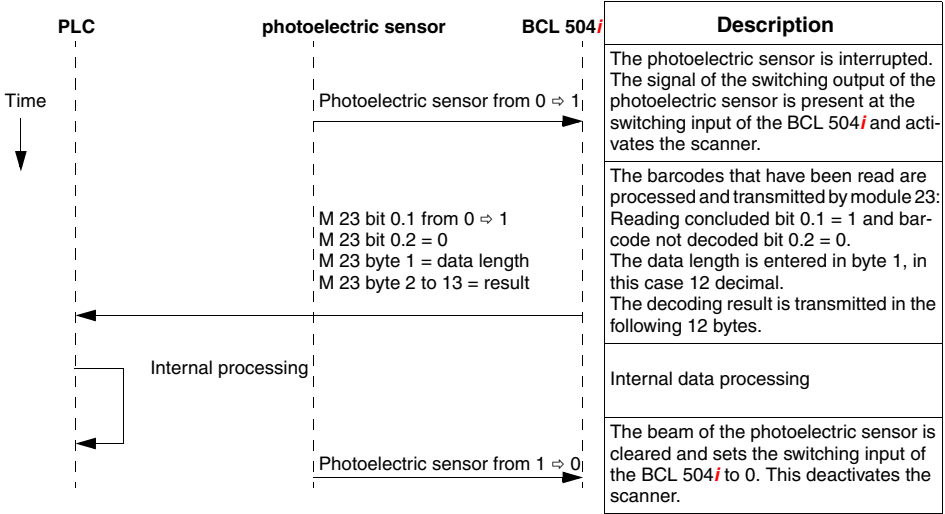 PLC
photoelectric sensor
BCL 504i
Description
Time
Photoelectric sensor from 0 ⇨ 1
The photoelectric sensor is interrupted.
The signal of the switching output of the
photoelectric sensor is present at the
switching input of the BCL 504i and acti-
vates the scanner.
M 23 bit 0.1 from 0 ⇨ 1
M 23 bit 0.2 = 0
M 23 byte 1 = data length
M 23 byte 2 to 13 = result
The barcodes that have been read are
processed and transmitted by module 23:
Reading concluded bit 0.1 = 1 and bar-
code not decoded bit 0.2 = 0.
The data length is entered in byte 1, in
this case 12 decimal.
The decoding result is transmitted in the
following 12 bytes.
Internal processing
Internal data processing
Photoelectric sensor from 1 ⇨ 0
The beam of the photoelectric sensor is
cleared and sets the switching input of
the BCL 504i to 0. This deactivates the
scanner.